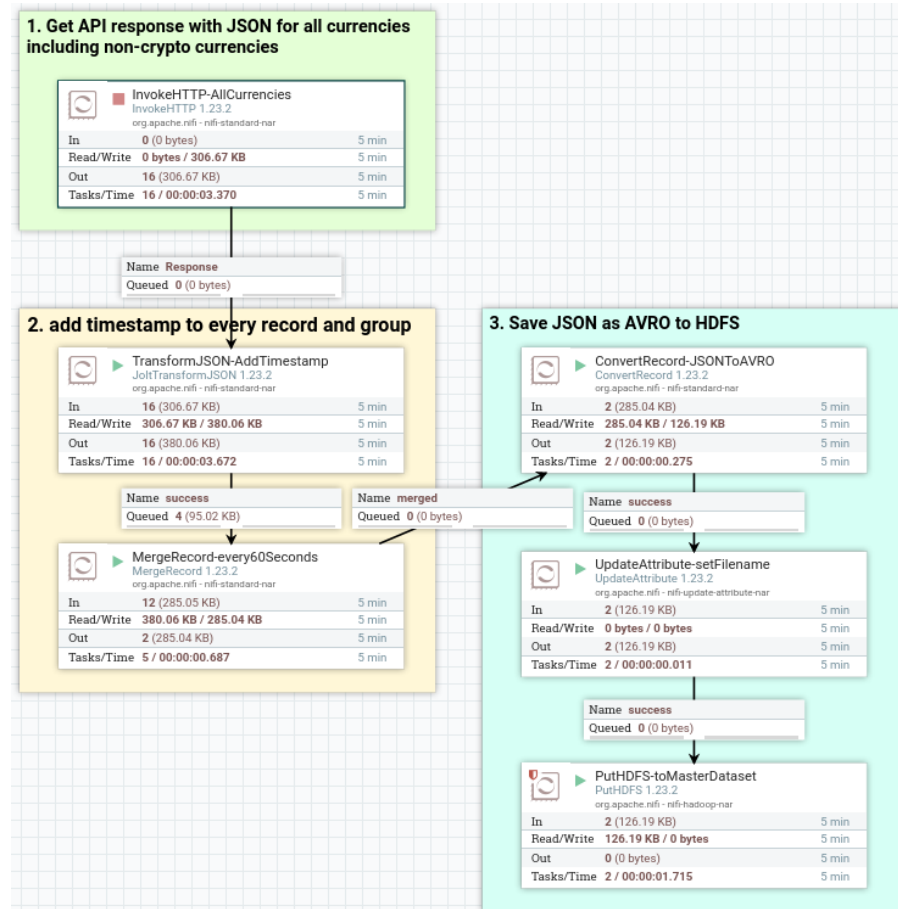 1. Get API response with JSON for all currencies
including non-crypto currencies
InvokeHTTP-AllCurrencies
InvokeHTTP 1.23.2
org.apache.nifi - nifi-standard-nar
In 0 (0 bytes) 5 min
Read/Write 0 bytes / 306.67 KB 5 min
Out 16 (306.67 KB) 5 min
Tasks/Time 16 / 00:00:03.370 5 min
Name Response
Queued 0 (0 bytes)
2. add timestamp to every record and group
TransformJSON-AddTimestamp
JoltTransformJSON 1.23.2
org.apache.nifi - nifi-standard-nar
In 16 (306.67 KB) 5 min
Read/Write 306.67 KB / 380.06 KB 5 min
Out 16 (380.06 KB) 5 min
Tasks/Time 16 / 00:00:03.672 5 min
Name success
Queued 4 (95.02 KB)
Name merged
Queued 0 (0 bytes)
MergeRecord-every60Seconds
MergeRecord 1.23.2
org.apache.nifi - nifi-standard-nar
In 12 (285.05 KB) 5 min
Read/Write 380.06 KB / 285.04 KB 5 min
Out 2 (285.04 KB) 5 min
Tasks/Time 5 / 00:00:00.687 5 min
3. Save JSON as AVRO to HDFS
ConvertRecord-JSONToAVRO
ConvertRecord 1.23.2
org.apache.nifi - nifi-standard-nar
In 2 (285.04 KB) 5 min
Read/Write 285.04 KB / 126.19 KB 5 min
Out 2 (126.19 KB) 5 min
Tasks/Time 2 / 00:00:00.275 5 min
Name success
Queued 0 (0 bytes)
UpdateAttribute-setFilename
UpdateAttribute 1.23.2
org.apache.nifi - nifi-update-attribute-nar
In 2 (126.19 KB) 5 min
Read/Write 0 bytes / 0 bytes 5 min
Out 2 (126.19 KB) 5 min
Tasks/Time 2 / 00:00:00.011 5 min
Name success
Queued 0 (0 bytes)
PutHDFS-toMasterDataset
PutHDFS 1.23.2
org.apache.nifi - nifi-hadoop-nar
In 2 (126.19 KB) 5 min
Read/Write 126.19 KB / 0 bytes 5 min
Out 0 (0 bytes) 5 min
Tasks/Time 2 / 00:00:01.715 5 min